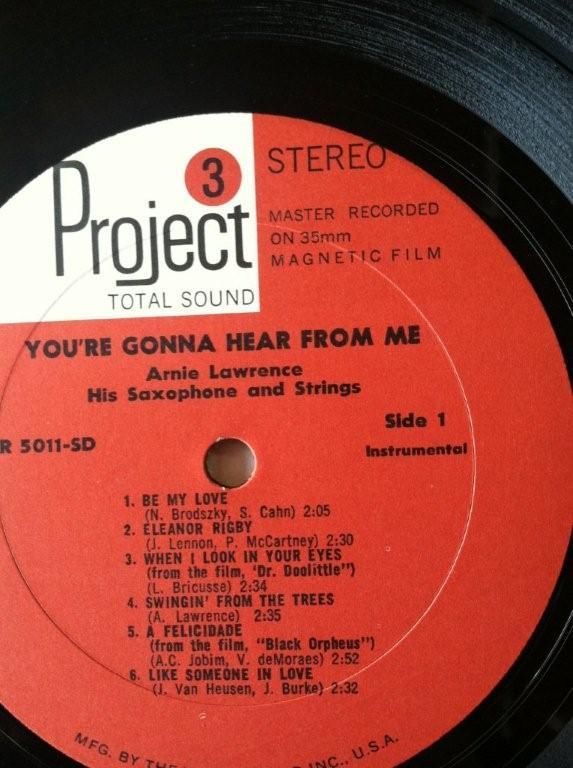 Project 3
TOTAL SOUND
STEREO
MASTER RECORDED
ON 35mm
MAGNETIC FILM
YOU'RE GONNA HEAR FROM ME
Arnie Lawrence
His Saxophone and Strings
R 5011-SD
Side 1
Instrumental
1. BE MY LOVE
(N. Brodszky, S. Cahn) 2:05
2. ELEANOR RIGBY
(J. Lennon, P. McCartney) 2:30
3. WHEN I LOOK IN YOUR EYES
(from the film, 'Dr. Doolittle")
(L. Bricusse) 2:34
4. SWINGIN' FROM THE TREES
(A. Lawrence) 2:35
5. A FELICIDADE
(from the film, "Black Orpheus")
(A.C. Jobim, V. deMoraes) 2:52
6. LIKE SOMEONE IN LOVE
(J. Van Heusen, J. Burke) 2:32
MFG. BY INC., U.S.A.